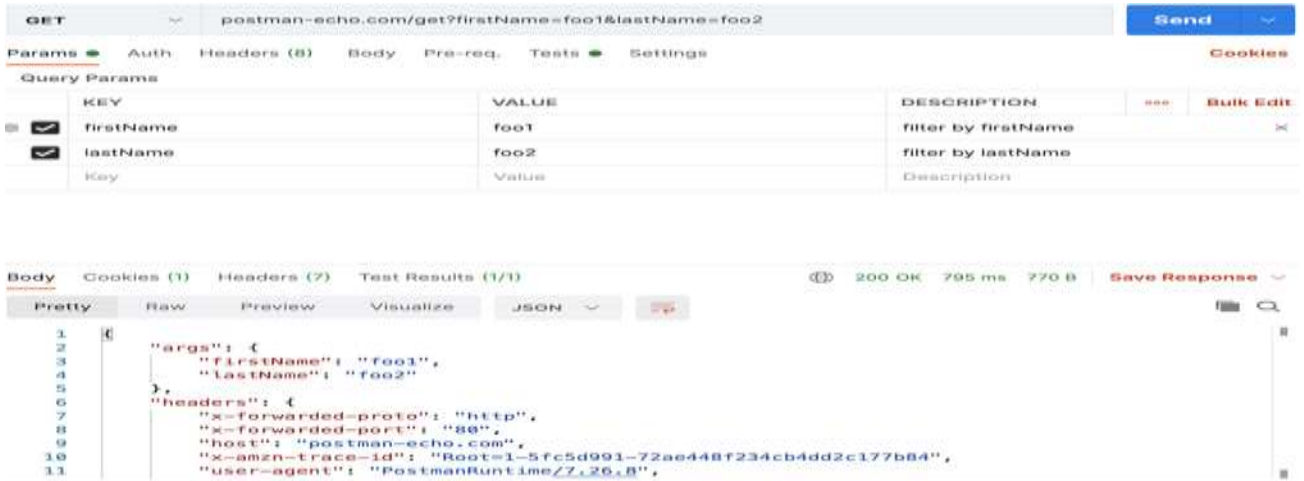 GET postman-echo.com/get?firstName=foo1&lastName=foo2 Send
Params Auth Headers (8) Body Pre-req. Tests Settings Cookies
Query Params
KEY VALUE DESCRIPTION ooo Bulk Edit
firstName foo1 filter by firstName
lastName foo2 filter by lastName
Key Value Description
Body Cookies (1) Headers (7) Test Results (1/1) 200 OK 795 ms 770 B Save Response
Pretty Raw Preview Visualize JSON
1 {
2 "args": {
3 "firstName": "foo1",
4 "lastName": "foo2"
5 },
6 "headers": {
7 "x-forwarded-proto": "http",
8 "x-forwarded-port": "80",
9 "host": "postman-echo.com",
10 "x-amzn-trace-id": "Root=1-5fc5d991-72ae448f234cb4dd2c177b84",
11 "user-agent": "PostmanRuntime/7.26.8",